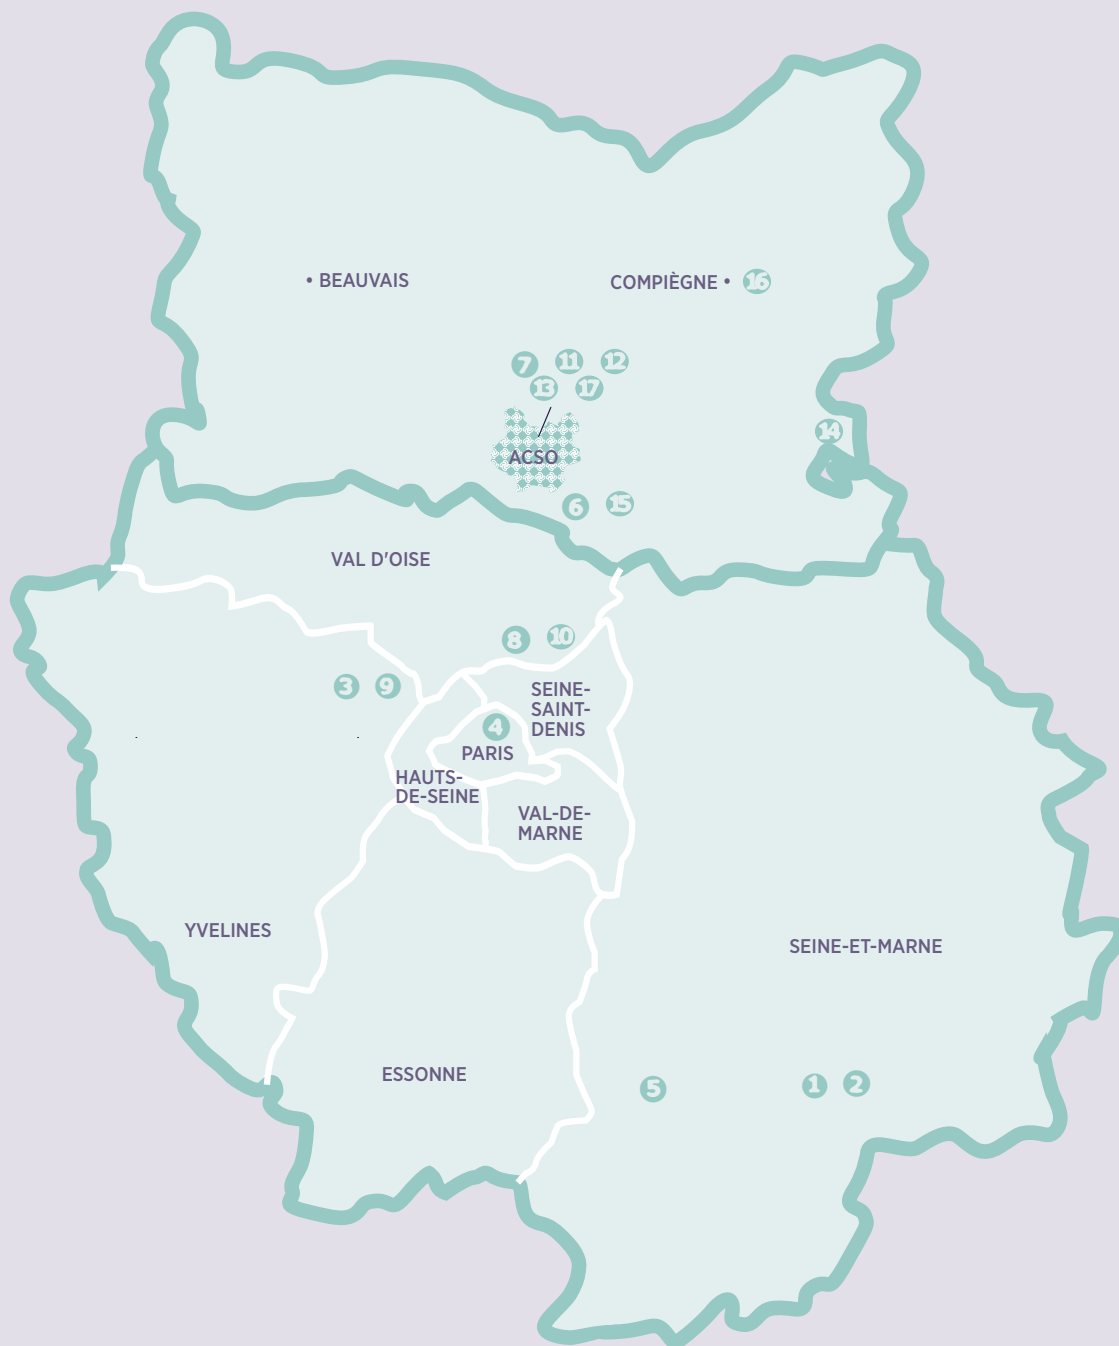 • BEAUVAIS
COMPIÈGNE •
16
7
11
12
13
17
14
ACSO
6
15
VAL D'OISE
8
10
3
9
SEINE-
SAINT-
DENIS
4
PARIS
HAUTS-
DE-SEINE
VAL-DE-
MARNE
YVELINES
SEINE-ET-MARNE
ESSONNE
5
1
2